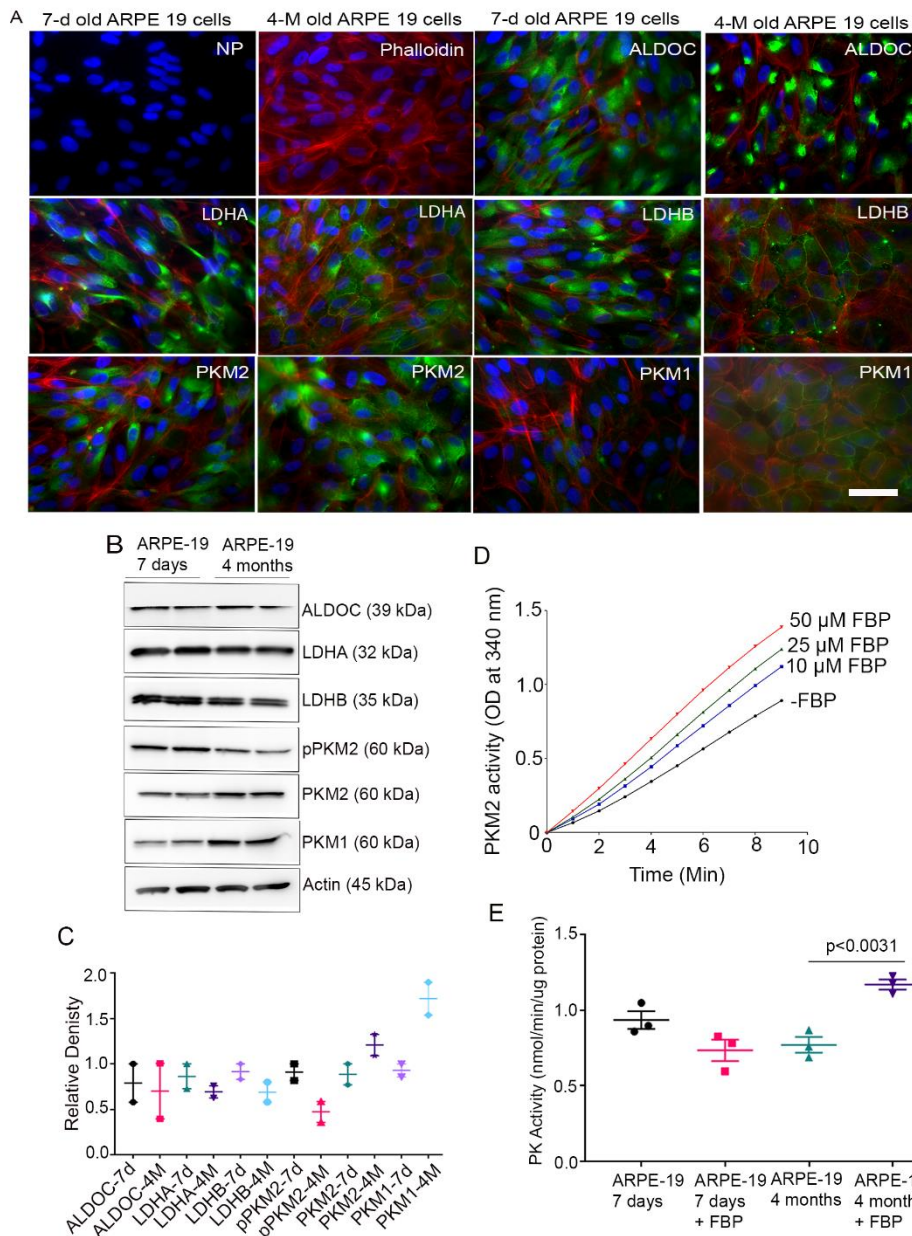 A
7-d old ARPE 19 cells 4-M old ARPE 19 cells 7-d old ARPE 19 cells 4-M old ARPE 19 cells
NP Phalloidin ALDOC ALDOC
LDHA LDHA LDHB LDHB
PKM2 PKM2 PKM1 PKM1
B
ARPE-19 ARPE-19
7 days 4 months
ALDOC (39 kDa)
LDHA (32 kDa)
LDHB (35 kDa)
pPKM2 (60 kDa)
PKM2 (60 kDa)
PKM1 (60 kDa)
Actin (45 kDa)
C
Relative Denisty
2.0
1.5
1.0
0.5
0.0
ALDOC-7d
ALDOC-4M
LDHA-7d
LDHA-4M
LDHB-7d
LDHB-4M
pPKM2-7d
pPKM2-4M
PKM2-7d
PKM2-4M
PKM1-7d
PKM1-4M
D
PKM2 activity (OD at 340 nm)
1.5
1.0
0.5
0
50 µM FBP
25 µM FBP
10 µM FBP
-FBP
0 2 4 6 8 10
Time (Min)
E
PK Activity (nmol/min/ug protein)
1.5
1.0
0.5
0.0
p<0.0031
ARPE-19
7 days
ARPE-19
7 days
+ FBP
ARPE-19
4 months
ARPE-1
4 month
+ FBP